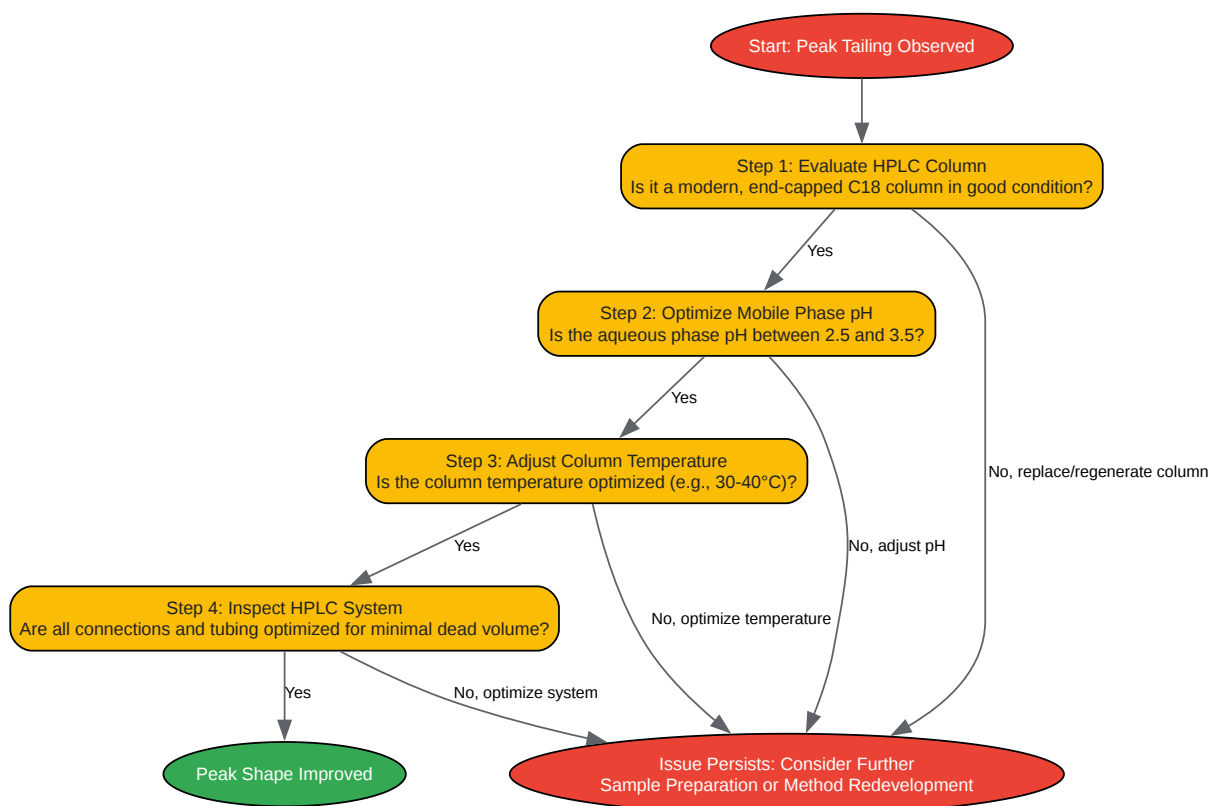 Start: Peak Tailing Observed
Step 1: Evaluate HPLC Column
Is it a modern, end-capped C18 column in good condition?
Yes
Step 2: Optimize Mobile Phase pH
Is the aqueous phase pH between 2.5 and 3.5?
Yes
Step 3: Adjust Column Temperature
Is the column temperature optimized (e.g., 30-40°C)?
No, replace/regenerate column
Yes
No, adjust pH
Step 4: Inspect HPLC System
Are all connections and tubing optimized for minimal dead volume?
No, optimize temperature
Yes
No, optimize system
Peak Shape Improved
Issue Persists: Consider Further
Sample Preparation or Method Redevelopment